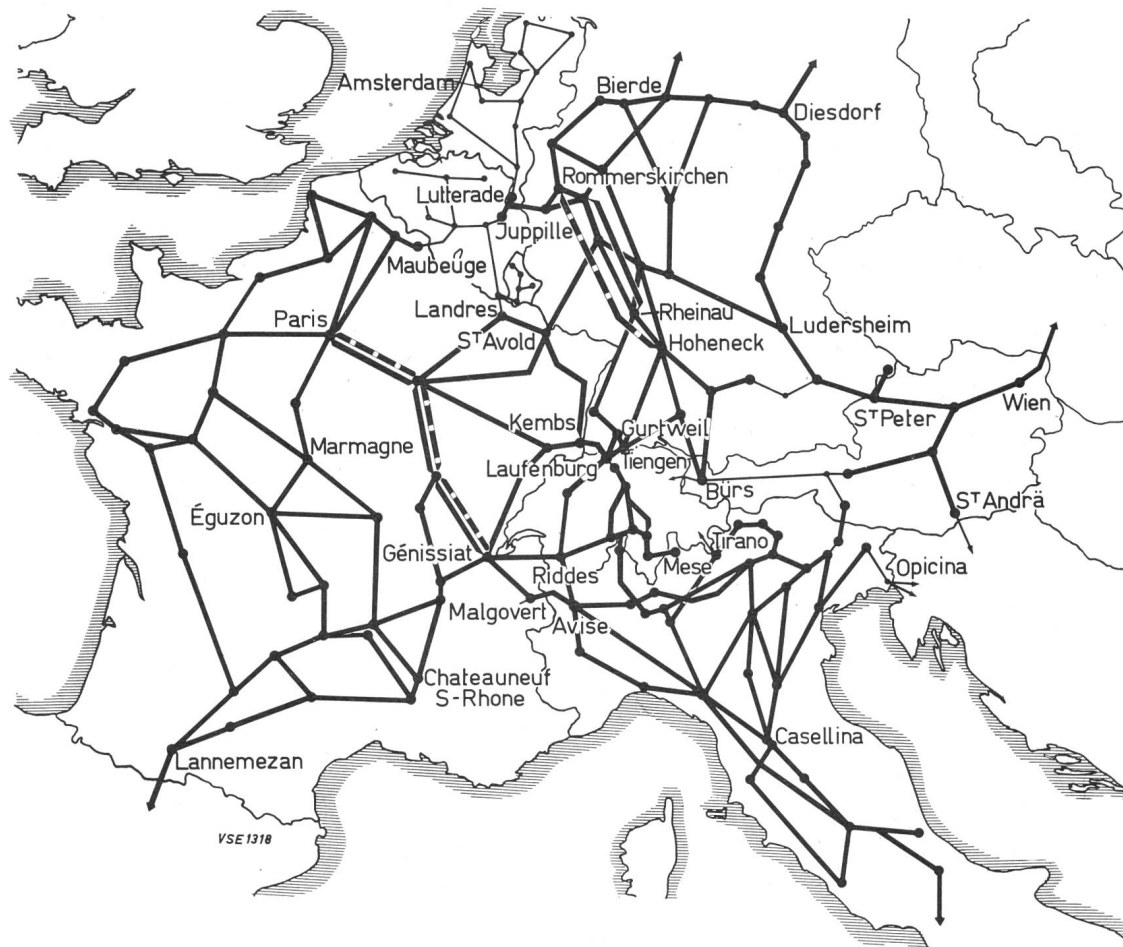 Amsterdam
Bierde
Diesdorf
Rommerskirchen
Lutterade
Juppille
Maubeuge
Landres
Rheinau
Paris
Sᵀ Avold
Hoheneck
Ludersheim
Sᵀ Peter
Wien
Kembs
Gurtweil
Marmagne
Laufenburg
Tiengen
Bürs
Éguzon
Sᵀ Andrä
Génissiat
Tirano
Riddes
Mese
Opicina
Malgovert
Avise
Chateauneuf
S-Rhone
Casellina
Lannemezan
VSE 1318